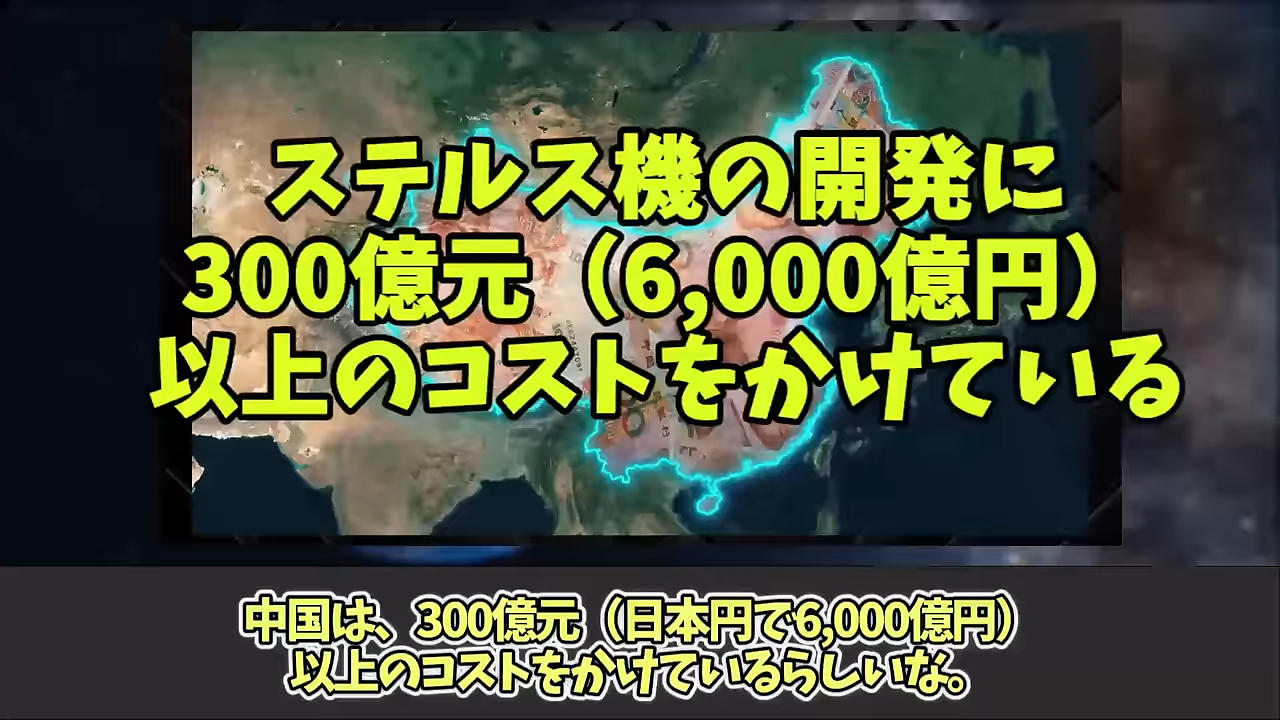 ステルス機の開発に
300億元（6,000億円）
以上のコストをかけている
中国は、300億元（日本円で6,000億円）
以上のコストをかけているらしいな。